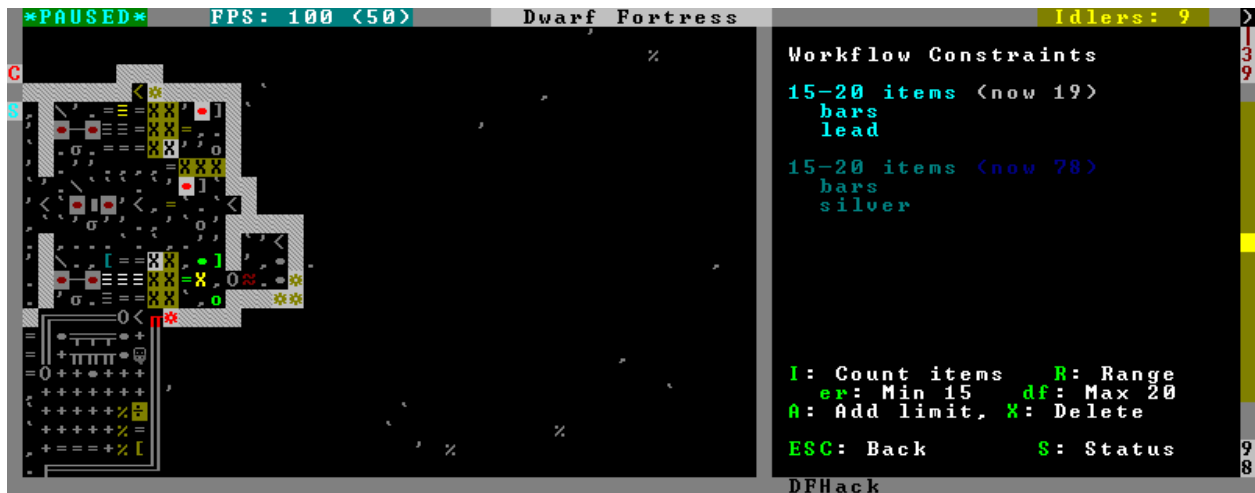 *PAUSED* FPS: 100 (50) Dwarf Fortress Idlers: 9
Workflow Constraints
15-20 items (now 19)
bars
lead
15-20 items (now 78)
bars
silver
I: Count items R: Range
er: Min 15 df: Max 20
A: Add limit, X: Delete
ESC: Back S: Status
DFHack
C
S
39
98